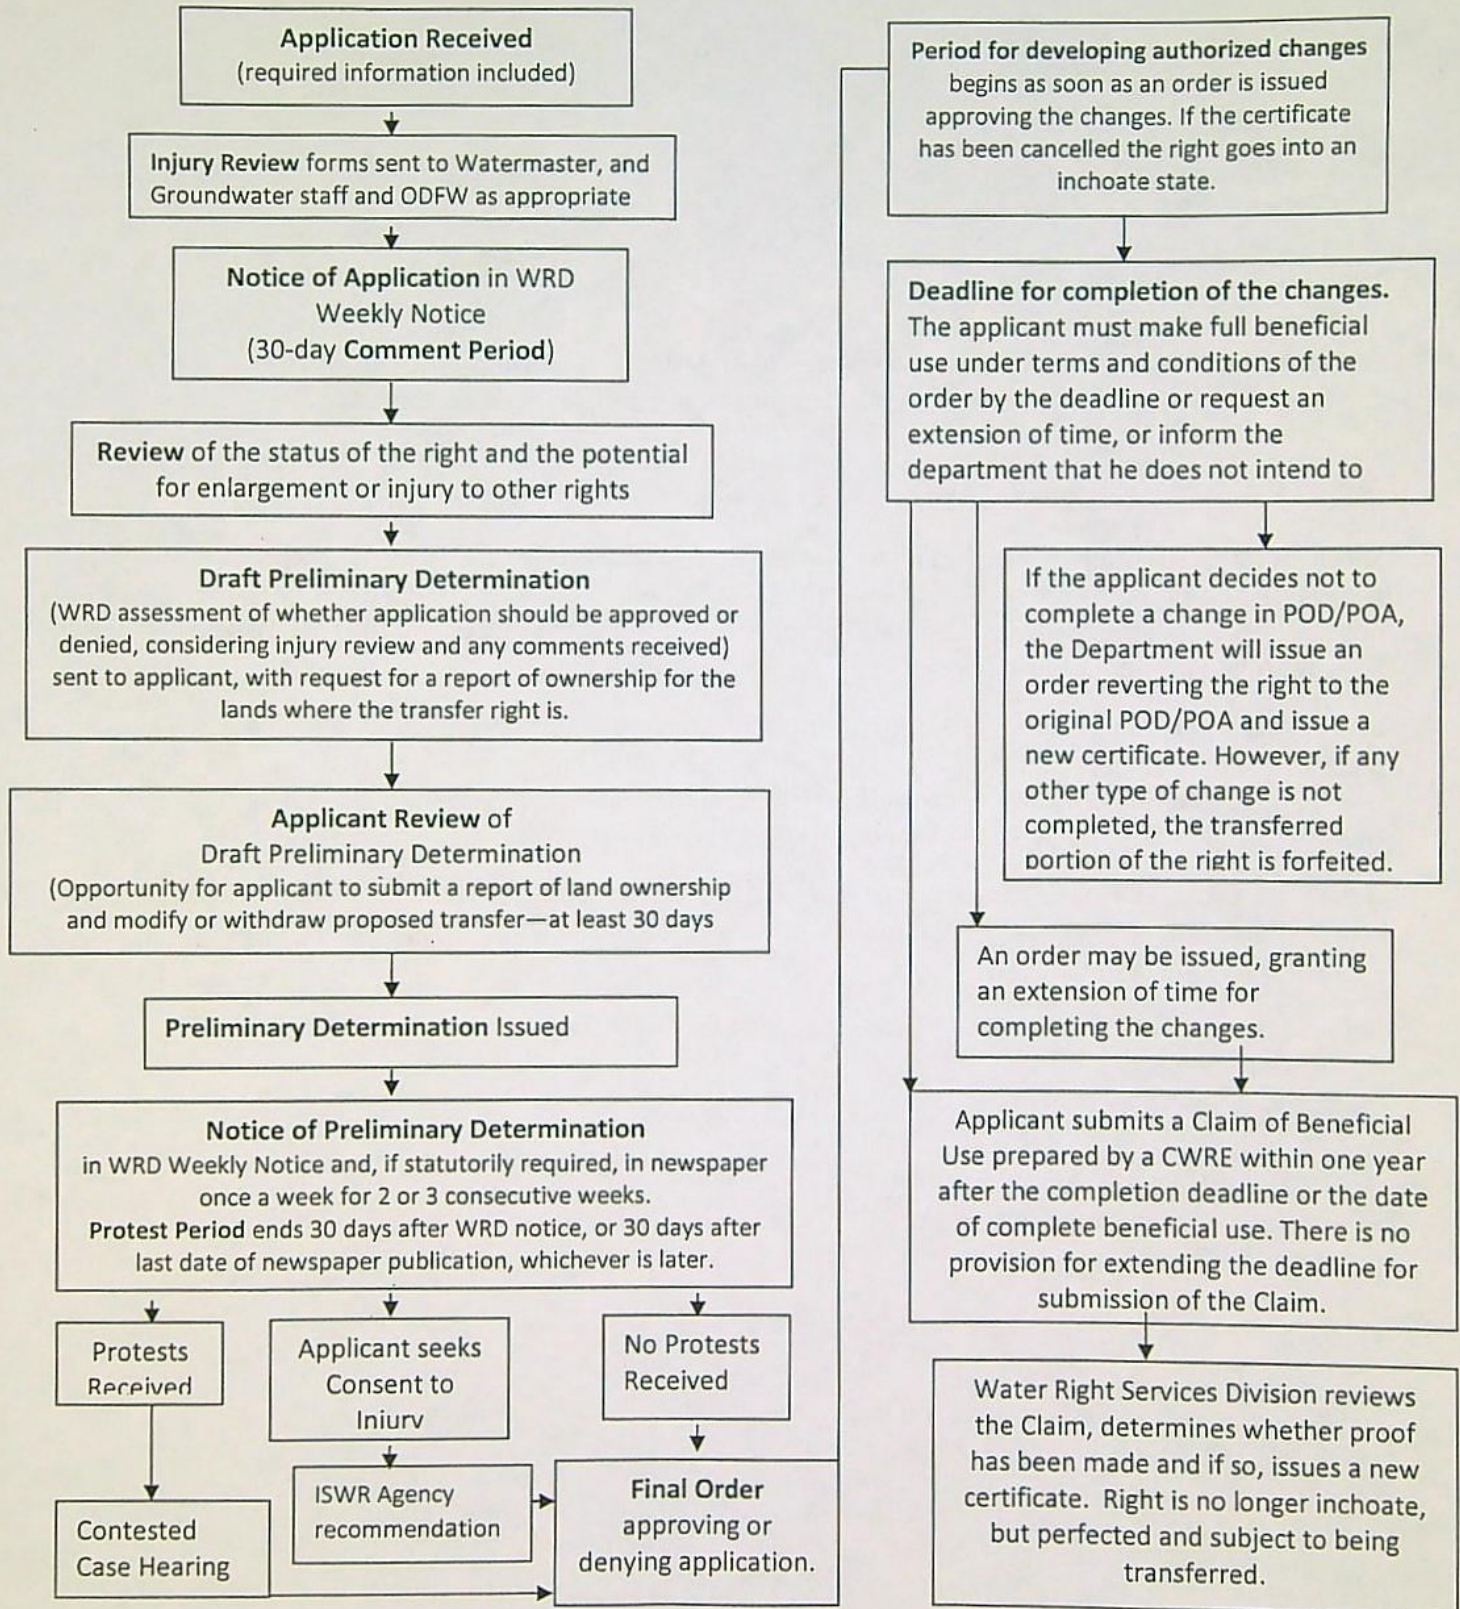 Application Received
(required information included)
Injury Review forms sent to Watermaster, and
Groundwater staff and ODFW as appropriate
Notice of Application in WRD
Weekly Notice
(30-day Comment Period)
Review of the status of the right and the potential
for enlargement or injury to other rights
Draft Preliminary Determination
(WRD assessment of whether application should be approved or
denied, considering injury review and any comments received)
sent to applicant, with request for a report of ownership for the
lands where the transfer right is.
Applicant Review of
Draft Preliminary Determination
(Opportunity for applicant to submit a report of land ownership
and modify or withdraw proposed transfer—at least 30 days
Preliminary Determination Issued
Notice of Preliminary Determination
in WRD Weekly Notice and, if statutorily required, in newspaper
once a week for 2 or 3 consecutive weeks.
Protest Period ends 30 days after WRD notice, or 30 days after
last date of newspaper publication, whichever is later.
Protests
Received
Applicant seeks
Consent to
Injury
No Protests
Received
Contested
Case Hearing
ISWR Agency
recommendation
Final Order
approving or
denying application.
Period for developing authorized changes
begins as soon as an order is issued
approving the changes. If the certificate
has been cancelled the right goes into an
inchoate state.
Deadline for completion of the changes.
The applicant must make full beneficial
use under terms and conditions of the
order by the deadline or request an
extension of time, or inform the
department that he does not intend to
If the applicant decides not to
complete a change in POD/POA,
the Department will issue an
order reverting the right to the
original POD/POA and issue a
new certificate. However, if any
other type of change is not
completed, the transferred
portion of the right is forfeited.
An order may be issued, granting
an extension of time for
completing the changes.
Applicant submits a Claim of Beneficial
Use prepared by a CWRE within one year
after the completion deadline or the date
of complete beneficial use. There is no
provision for extending the deadline for
submission of the Claim.
Water Right Services Division reviews
the Claim, determines whether proof
has been made and if so, issues a new
certificate. Right is no longer inchoate,
but perfected and subject to being
transferred.